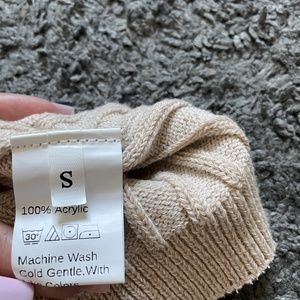 S
100% Acrylic
30°
Machine Wash
Cold Gentle,With
Colors